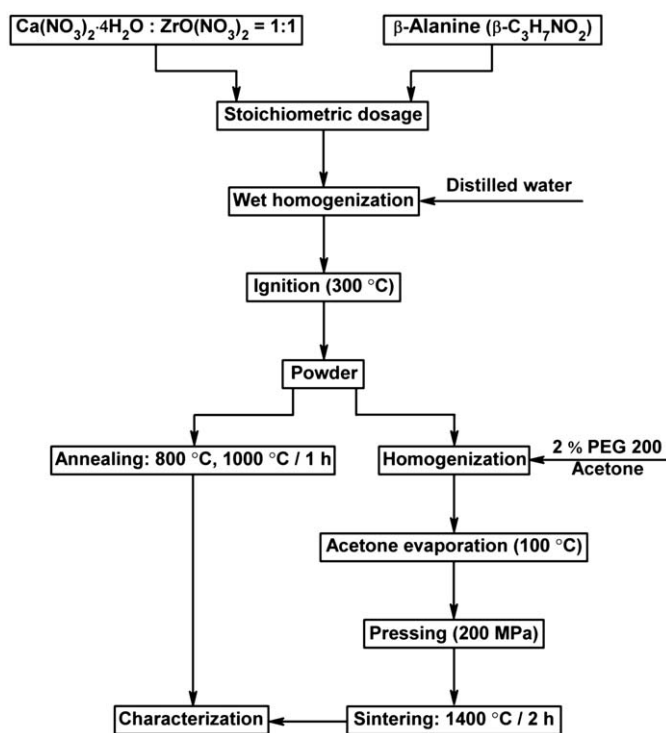 Ca(NO₃)₂·4H₂O : ZrO(NO₃)₂ = 1:1
β-Alanine (β-C₃H₇NO₂)
Stoichiometric dosage
Distilled water
Wet homogenization
Ignition (300 °C)
Powder
Annealing: 800 °C, 1000 °C / 1 h
Homogenization
2 % PEG 200
Acetone
Acetone evaporation (100 °C)
Pressing (200 MPa)
Characterization
Sintering: 1400 °C / 2 h